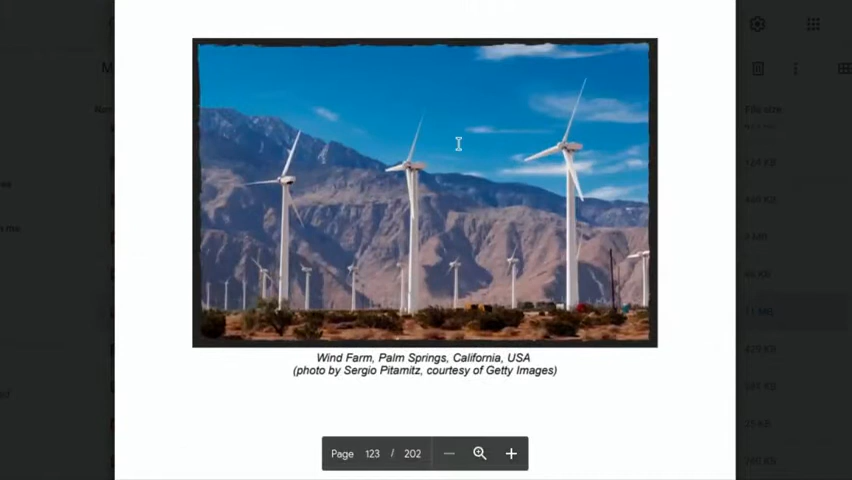 Wind Farm, Palm Springs, California, USA
(photo by Sergio Pitamitz, courtesy of Getty Images)
Page 123 / 202